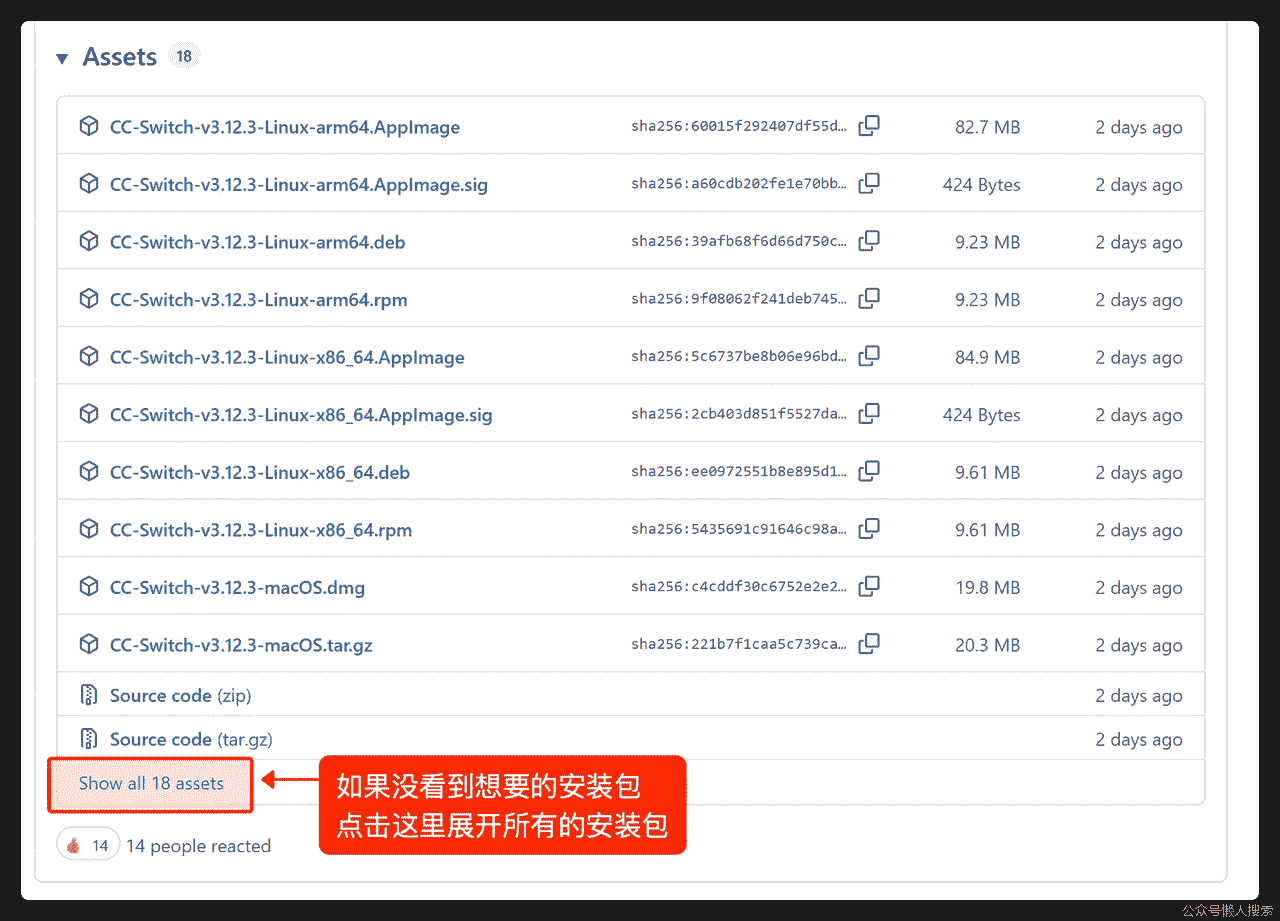 Assets 18
CC-Switch-v3.12.3-Linux-arm64.AppImage sha256:60015f292407df55d… 82.7 MB 2 days ago
CC-Switch-v3.12.3-Linux-arm64.AppImage.sig sha256:a60cdb202fe1e70bb… 424 Bytes 2 days ago
CC-Switch-v3.12.3-Linux-arm64.deb sha256:39afb68f6d66d750c… 9.23 MB 2 days ago
CC-Switch-v3.12.3-Linux-arm64.rpm sha256:9f08062f241deb745… 9.23 MB 2 days ago
CC-Switch-v3.12.3-Linux-x86_64.AppImage sha256:5c6737be8b06e96bd… 84.9 MB 2 days ago
CC-Switch-v3.12.3-Linux-x86_64.AppImage.sig sha256:2cb403d851f5527da… 424 Bytes 2 days ago
CC-Switch-v3.12.3-Linux-x86_64.deb sha256:ee0972551b8e895d1… 9.61 MB 2 days ago
CC-Switch-v3.12.3-Linux-x86_64.rpm sha256:5435691c91646c98a… 9.61 MB 2 days ago
CC-Switch-v3.12.3-macOS.dmg sha256:c4cddf30c6752e2e2… 19.8 MB 2 days ago
CC-Switch-v3.12.3-macOS.tar.gz sha256:221b7f1caa5c739ca… 20.3 MB 2 days ago
Source code (zip) 2 days ago
Source code (tar.gz) 2 days ago
Show all 18 assets
如果没看到想要的安装包
点击这里展开所有的安装包
14 14 people reacted
公众号懒人搜索